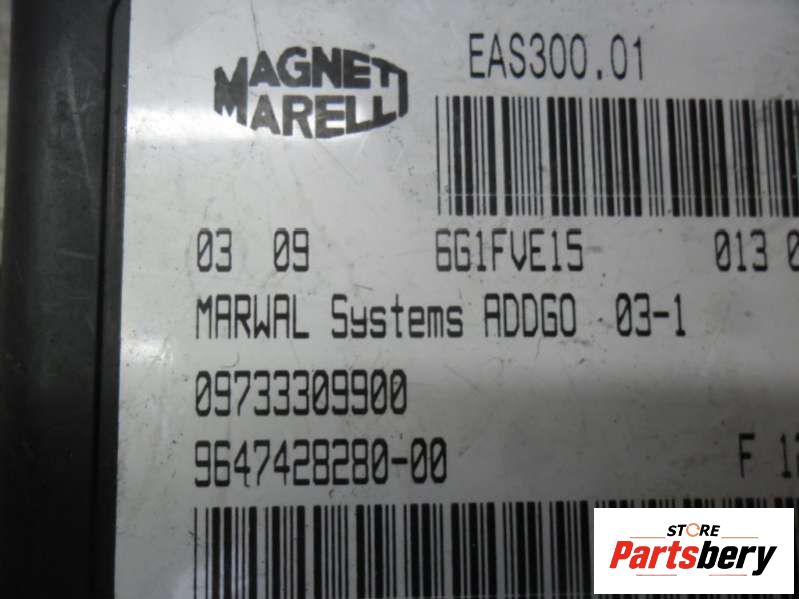 MAGNETI
MARELLI
EAS300.01
03 09 6G1FVE15 013 0
MARWAL Systems ADDGO 03-1
09733309900
9647428280-00
F 12
STORE
Partsbery